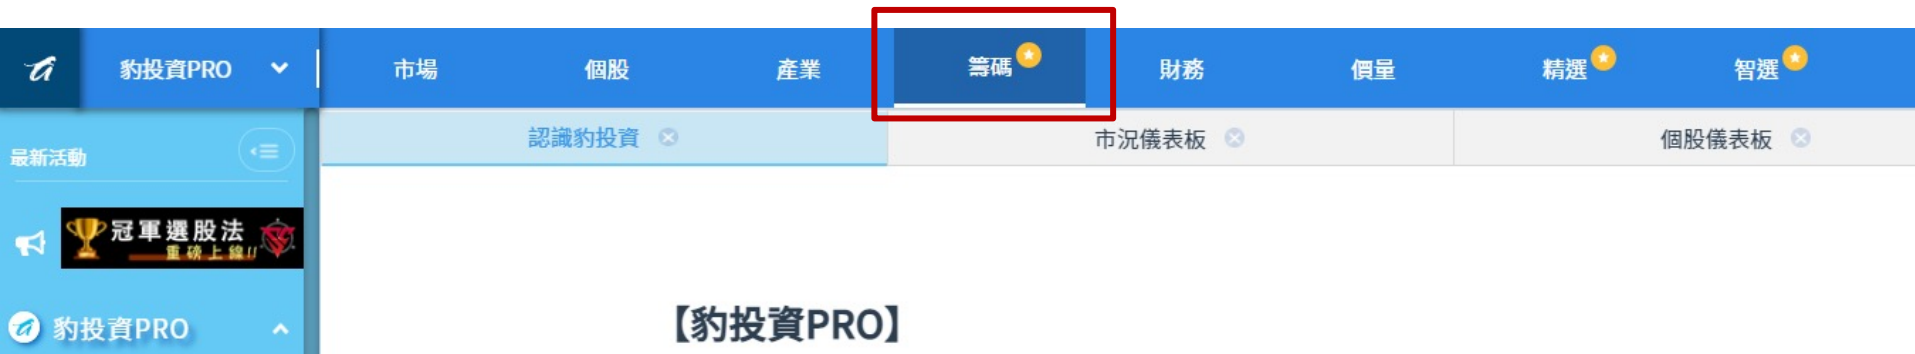 豹投資PRO 市場 個股 產業 籌碼 財務 價量 精選 智選
認識豹投資 市況儀表板 個股儀表板
最新活動
冠軍選股法
重磅上線!!
豹投資PRO
【豹投資PRO】